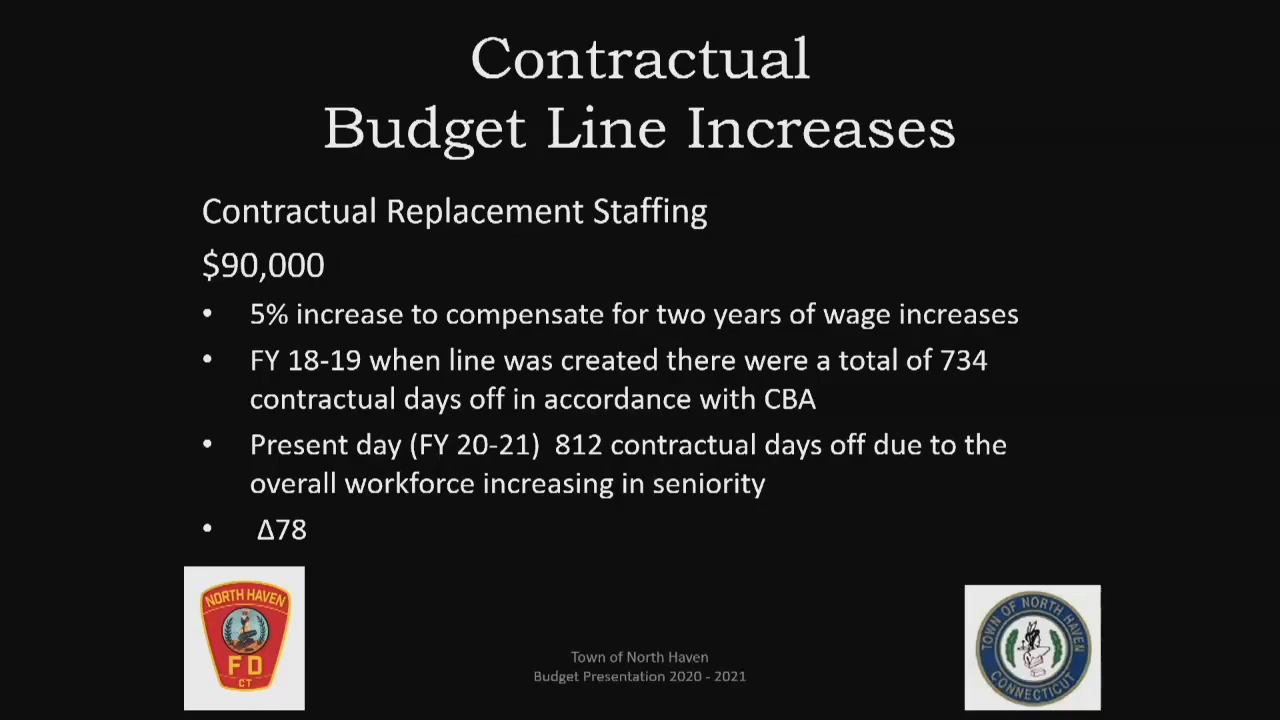 Contractual
Budget Line Increases
Contractual Replacement Staffing
$90,000
• 5% increase to compensate for two years of wage increases
• FY 18-19 when line was created there were a total of 734
contractual days off in accordance with CBA
• Present day (FY 20-21)  812 contractual days off due to the
overall workforce increasing in seniority
• Δ78
NORTH HAVEN
FD
CT
Town of North Haven
Budget Presentation 2020 - 2021
TOWN OF NORTH HAVEN
CONNECTICUT